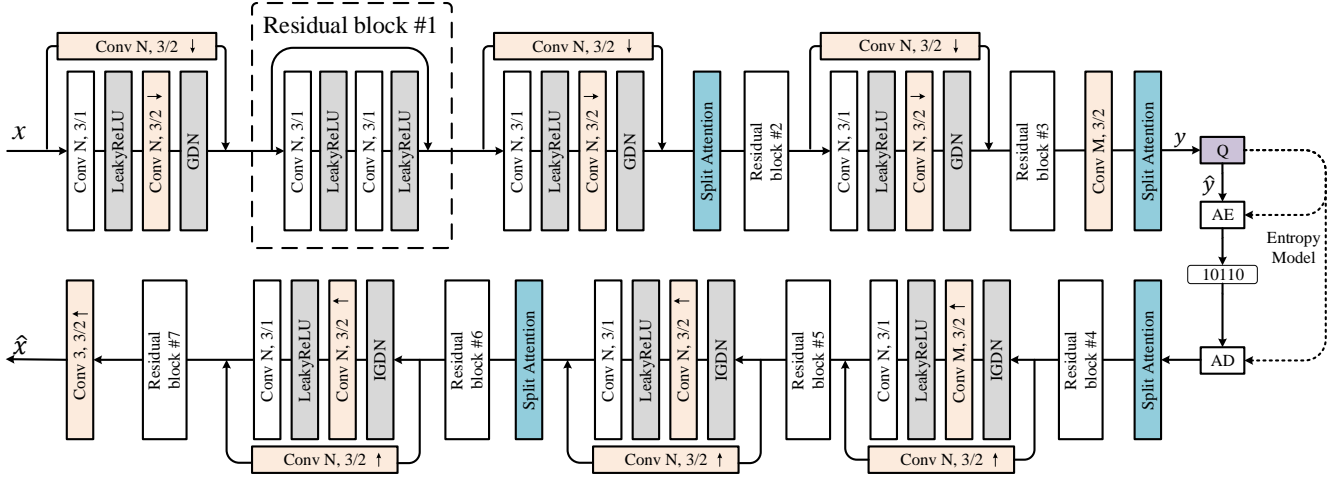 Residual block #1
Conv N, 3/2 ↓
Conv N, 3/2 ↓
Conv N, 3/2 ↓
x
Conv N, 3/1
LeakyReLU
Conv N, 3/2 ↓
GDN
Conv N, 3/1
LeakyReLU
Conv N, 3/1
LeakyReLU
Conv N, 3/1
LeakyReLU
Conv N, 3/2 ↓
GDN
Split Attention
Residual
block #2
Conv N, 3/1
LeakyReLU
Conv N, 3/2 ↓
GDN
Residual
block #3
Conv M, 3/2
Split Attention
y
Q
ŷ
AE
Entropy
Model
10110
AD
x̂
Conv 3, 3/2 ↑
Residual
block #7
Conv N, 3/1
LeakyReLU
Conv N, 3/2 ↑
IGDN
Residual
block #6
Split Attention
Conv N, 3/1
LeakyReLU
Conv N, 3/2 ↑
IGDN
Residual
block #5
Conv N, 3/1
LeakyReLU
Conv M, 3/2 ↑
IGDN
Residual
block #4
Split Attention
Conv N, 3/2 ↑
Conv N, 3/2 ↑
Conv N, 3/2 ↑